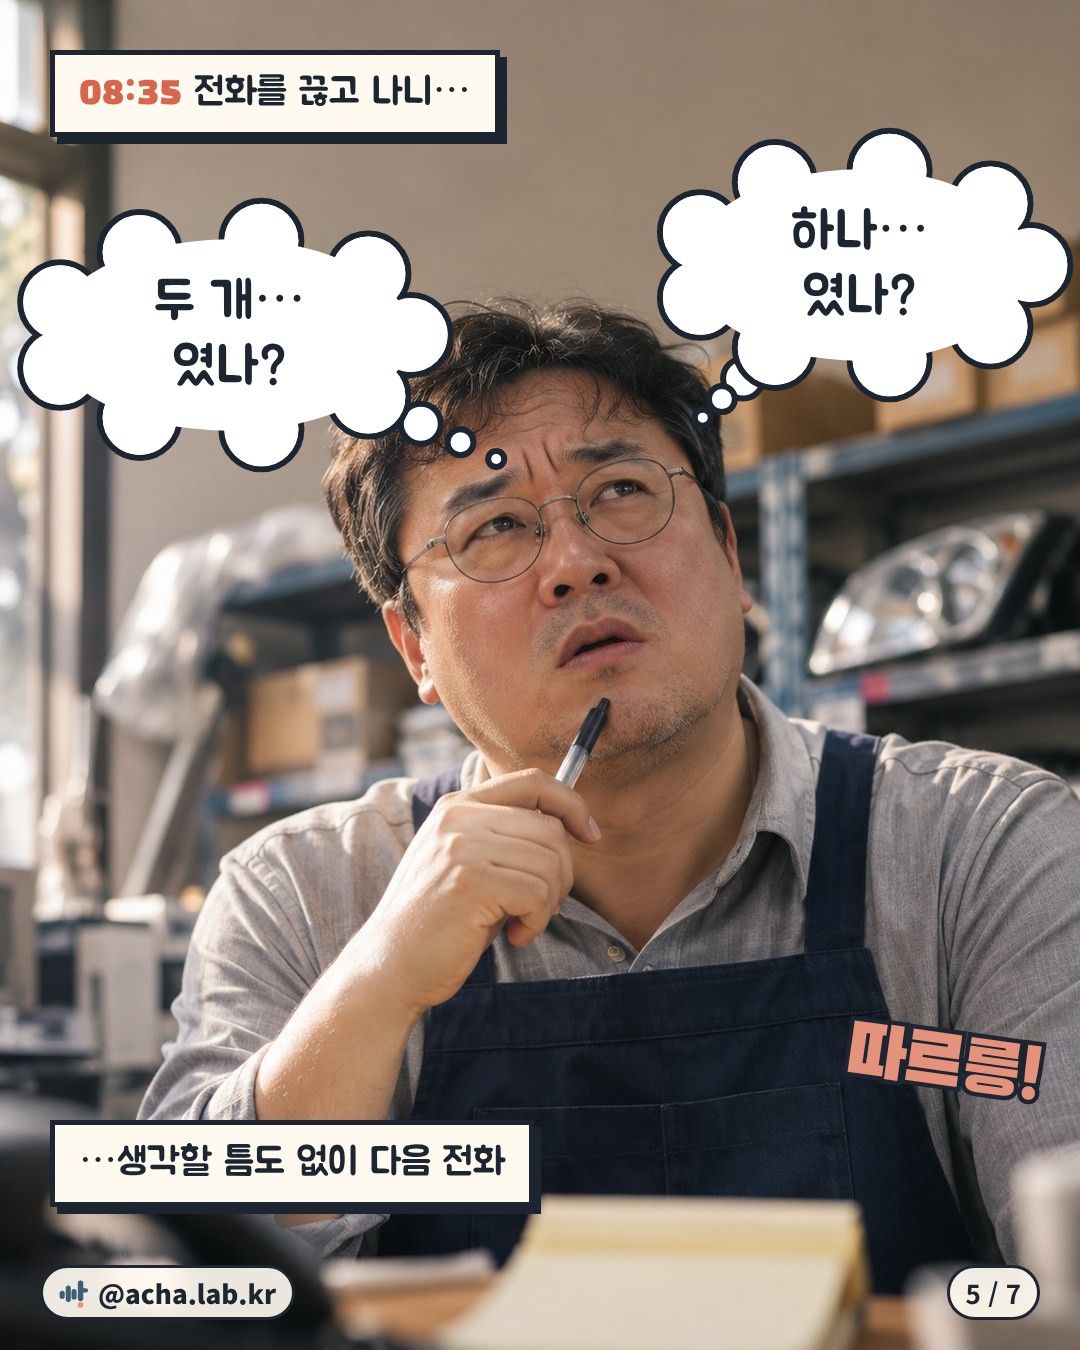 08:35 전화를 끊고 나니…
하나…
였나?
두 개…
였나?
따르릉!
…생각할 틈도 없이 다음 전화
@acha.lab.kr
5 / 7